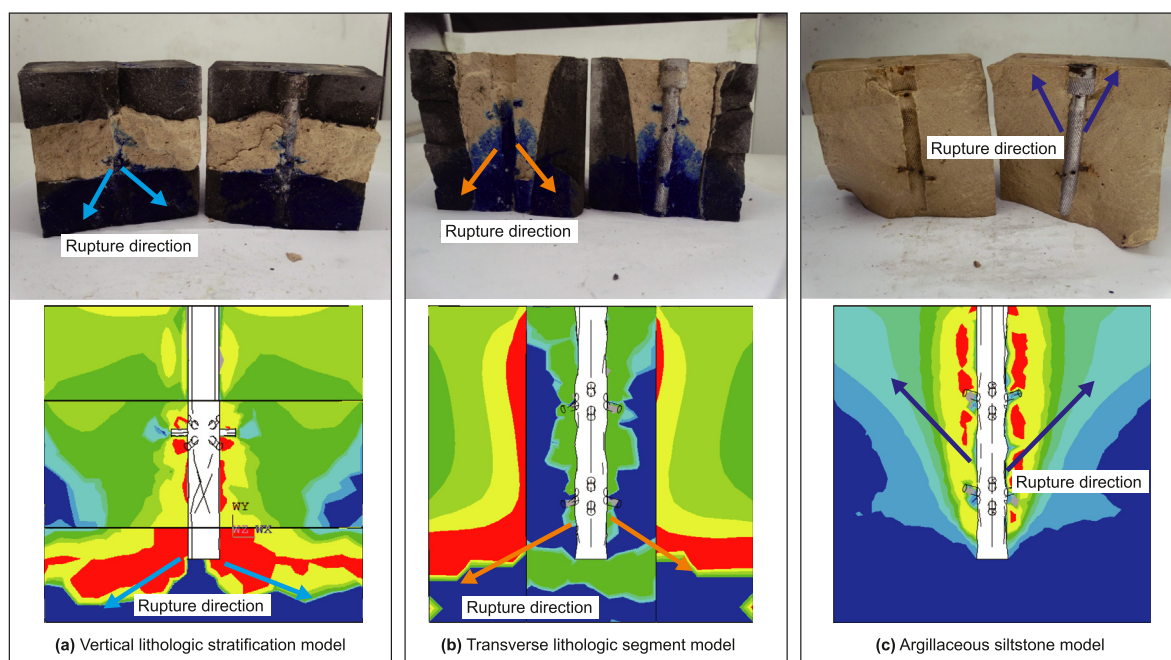 Rupture direction
Rupture direction
Rupture direction
WY
WZ WX
Rupture direction
Rupture direction
Rupture direction
(a) Vertical lithologic stratification model
(b) Transverse lithologic segment model
(c) Argillaceous siltstone model